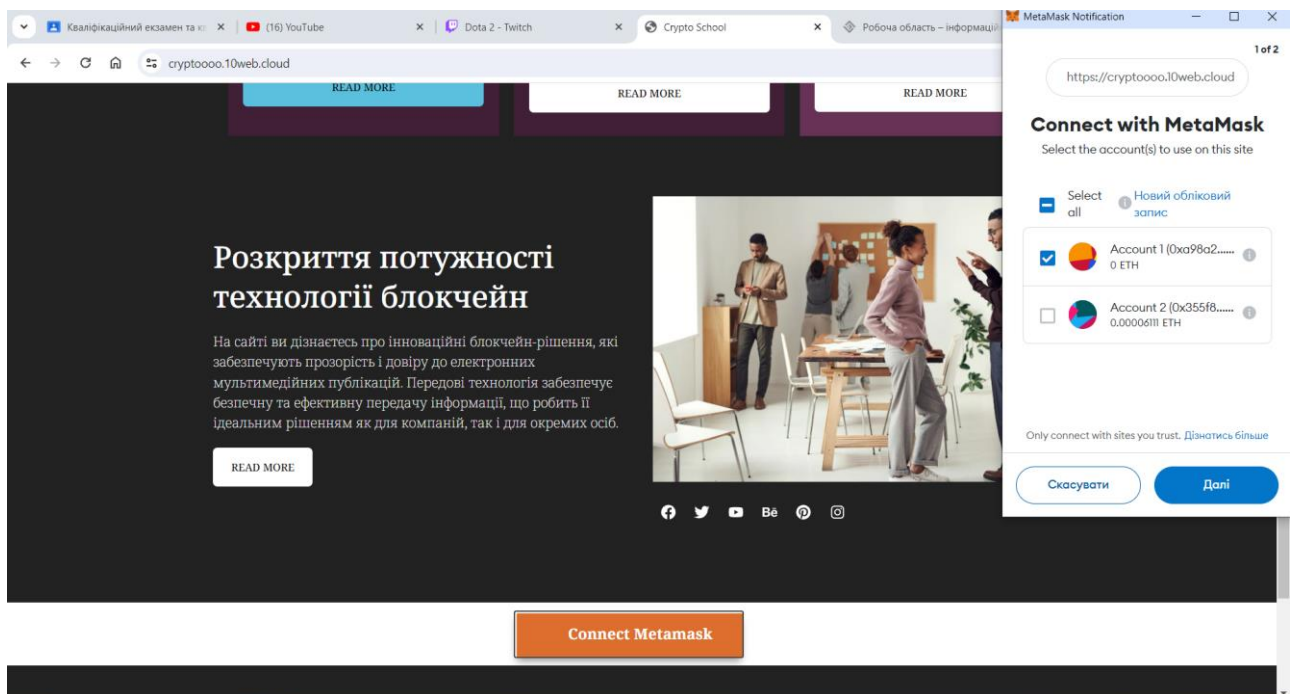 Кваліфікаційний екзамен та к
(16) YouTube
Dota 2 - Twitch
Crypto School
Робоча область – інформацій
cryptoooo.10web.cloud
READ MORE
READ MORE
READ MORE
Розкриття потужності
технології блокчейн
На сайті ви дізнаєтесь про інноваційні блокчейн-рішення, які
забезпечують прозорість і довіру до електронних
мультимедійних публікацій. Передові технологія забезпечує
безпечну та ефективну передачу інформації, що робить її
ідеальним рішенням як для компаній, так і для окремих осіб.
READ MORE
Bē
Connect Metamask
MetaMask Notification
1 of 2
https://cryptoooo.10web.cloud
Connect with MetaMask
Select the account(s) to use on this site
Select all
Новий обліковий запис
Account 1 (0xa98a2......
0 ETH
Account 2 (0x355f8......
0.00006111 ETH
Only connect with sites you trust. Дізнатись більше
Скасувати
Далі